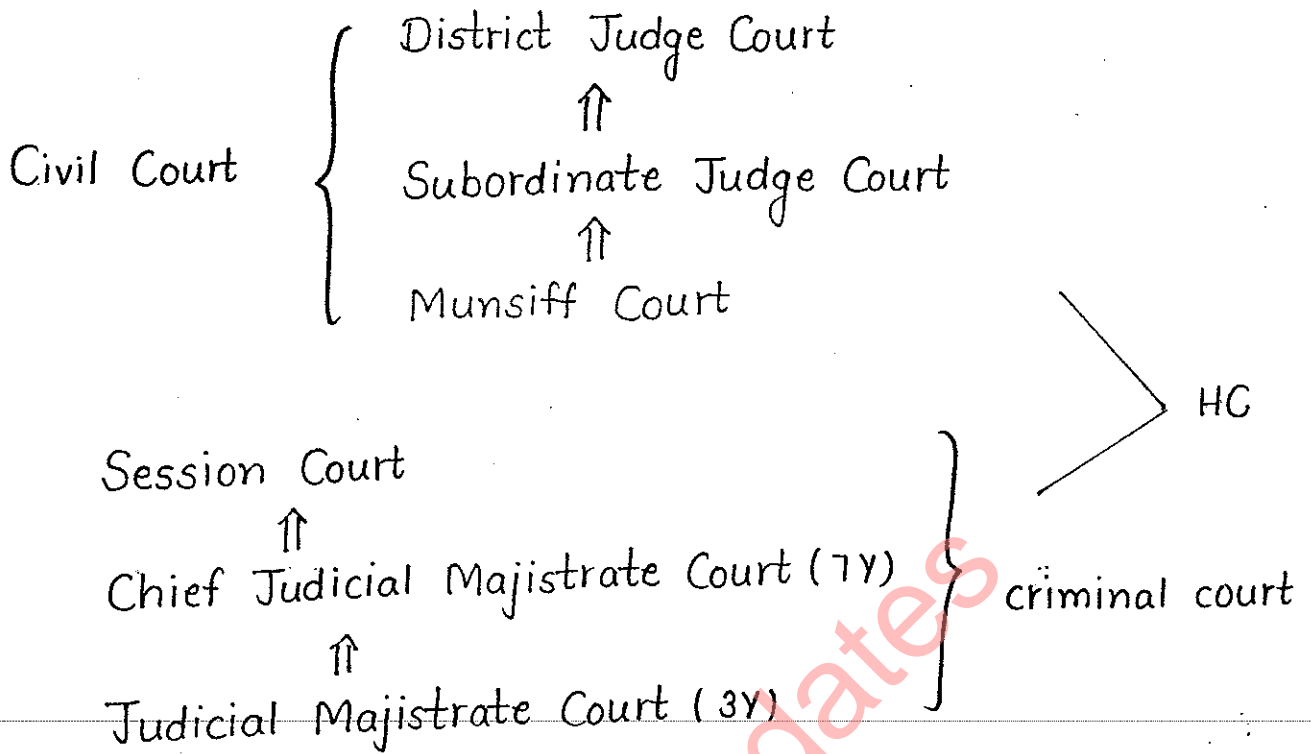 District Judge Court
⇑
Civil Court { Subordinate Judge Court
⇑
Munsiff Court
HC
Session Court
⇑
Chief Judicial Majistrate Court (7Y)
} criminal court
⇑
Judicial Majistrate Court (3Y)